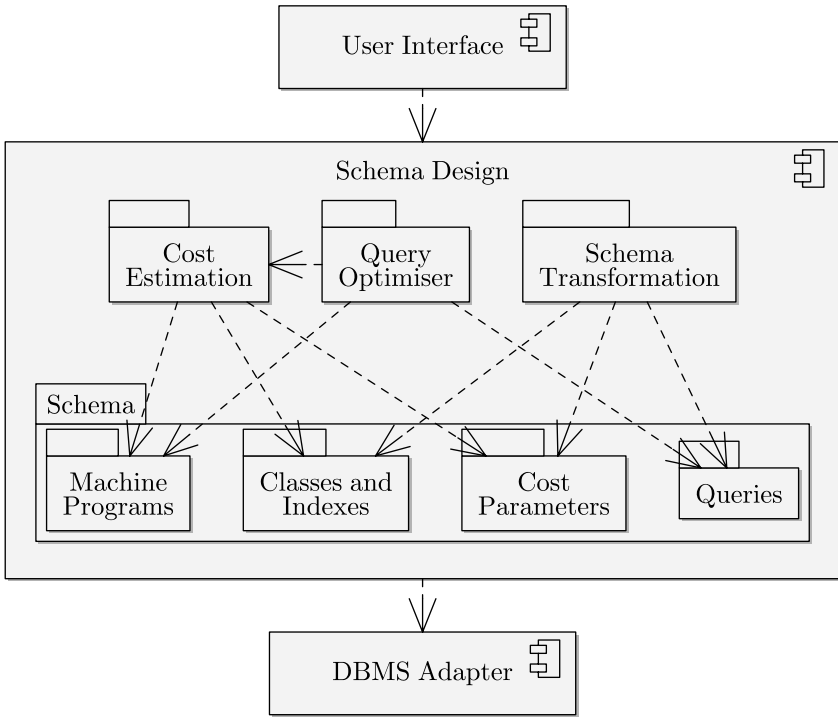 User Interface
Schema Design
Cost
Estimation
Query
Optimiser
Schema
Transformation
Schema
Machine
Programs
Classes and
Indexes
Cost
Parameters
Queries
DBMS Adapter